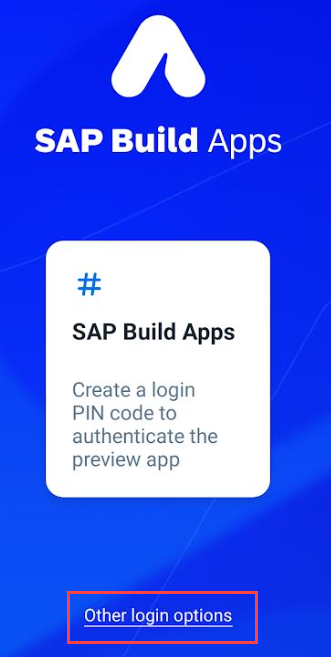 SAP Build Apps
#
SAP Build Apps
Create a login
PIN code to
authenticate the
preview app
Other login options